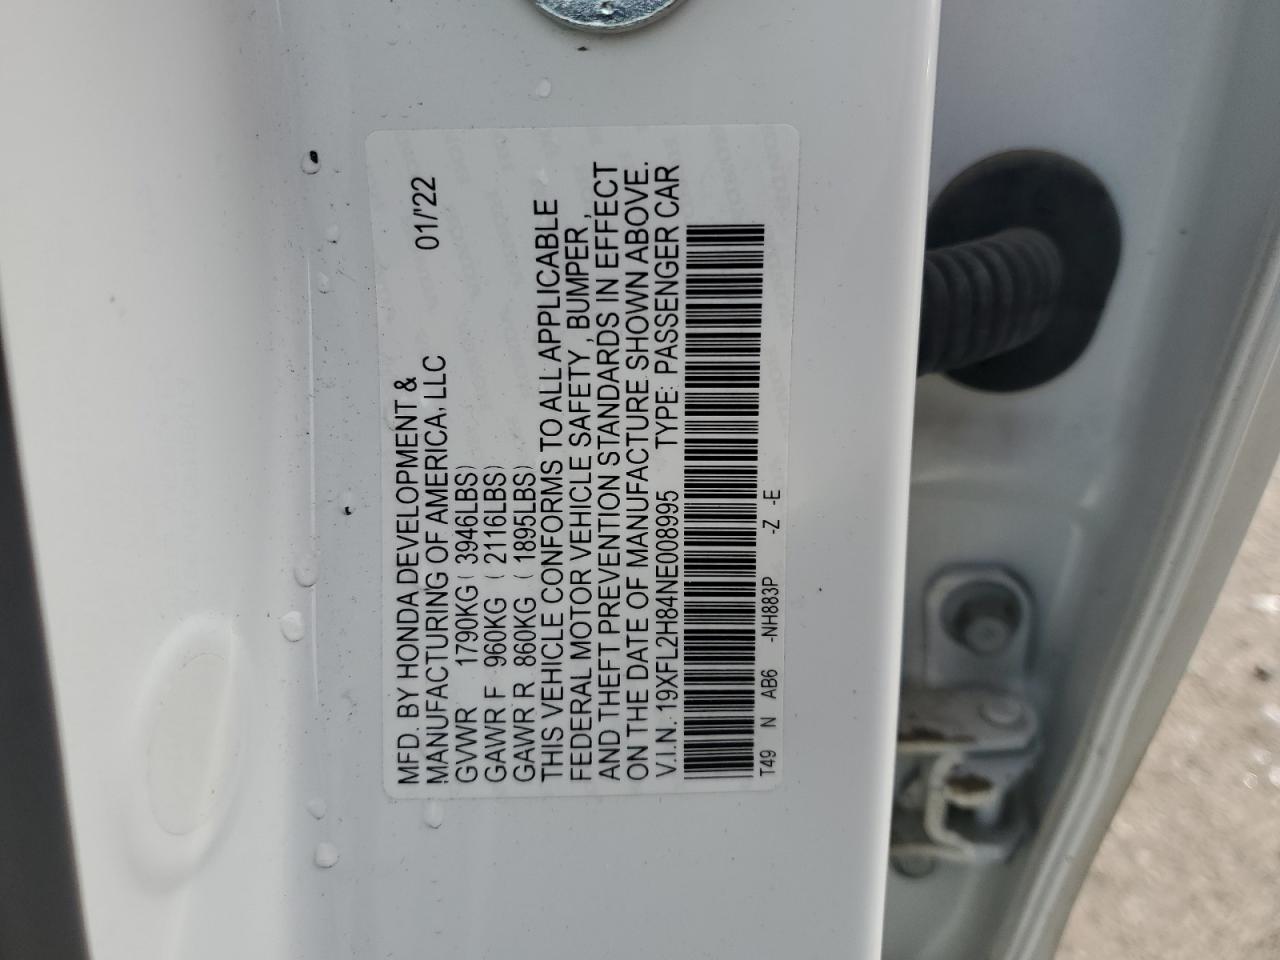 MFD. BY HONDA DEVELOPMENT &
MANUFACTURING OF AMERICA, LLC 01/'22
GVWR 1790KG ( 3946LBS)
GAWR F 960KG ( 2116LBS)
GAWR R 860KG ( 1895LBS)
THIS VEHICLE CONFORMS TO ALL APPLICABLE
FEDERAL MOTOR VEHICLE SAFETY, BUMPER,
AND THEFT PREVENTION STANDARDS IN EFFECT
ON THE DATE OF MANUFACTURE SHOWN ABOVE.
V.I.N. 19XFL2H84NE008995 TYPE: PASSENGER CAR
T49 N AB6 -NH883P -Z -E